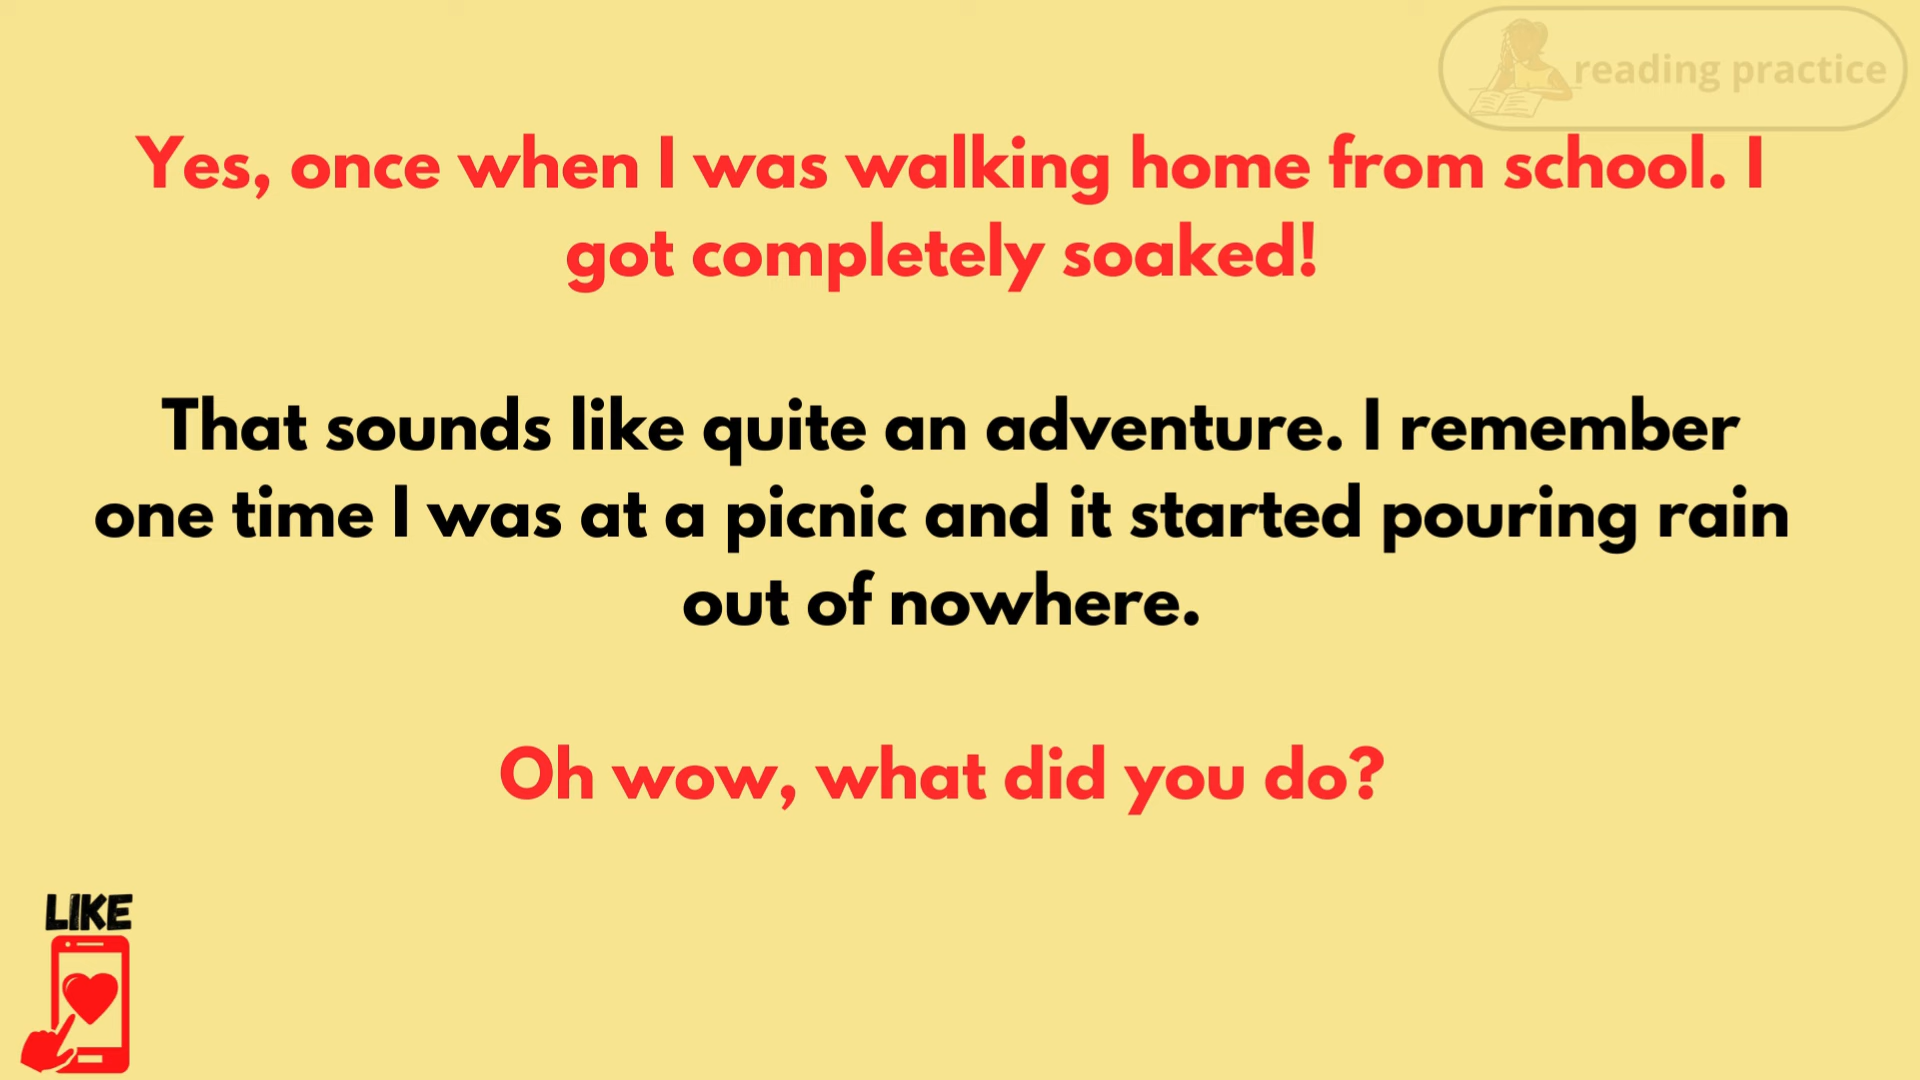 reading practice
Yes, once when I was walking home from school. I
got completely soaked!
That sounds like quite an adventure. I remember
one time I was at a picnic and it started pouring rain
out of nowhere.
Oh wow, what did you do?
LIKE